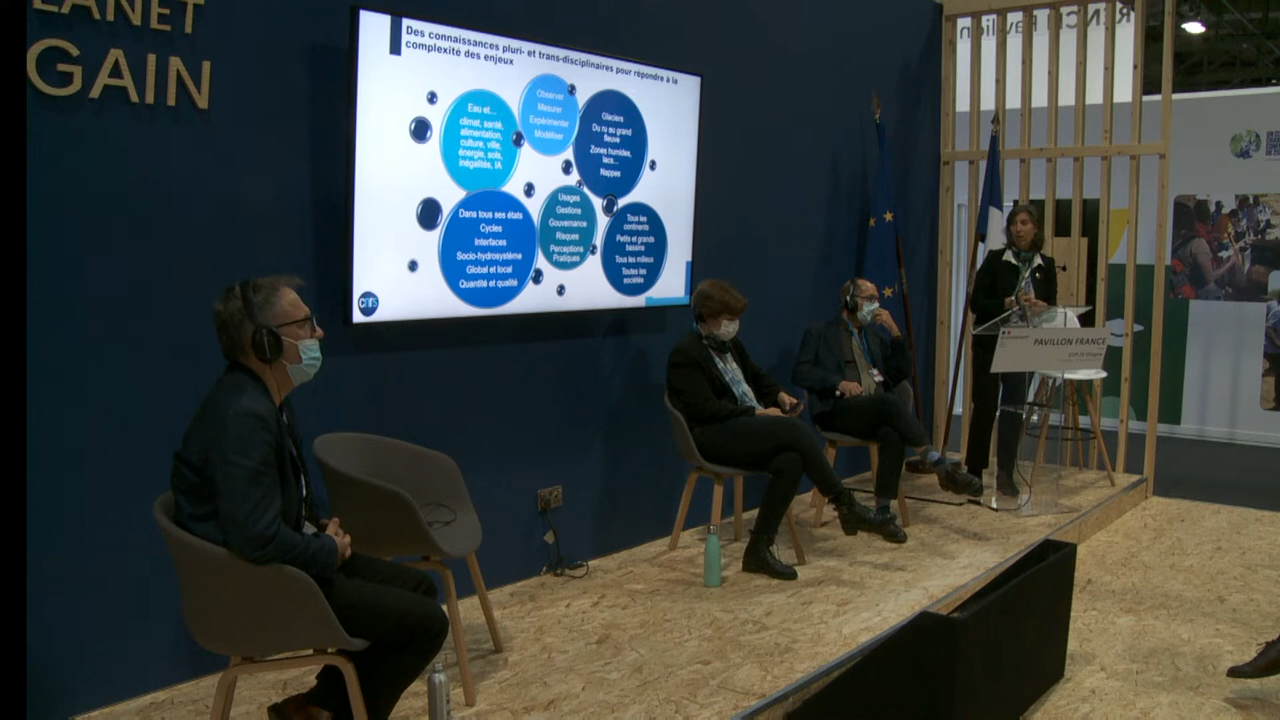 LANET
GAIN
Des connaissances pluri- et trans-disciplinaires pour répondre à la
complexité des enjeux
Eau et...
climat, santé,
alimentation,
culture, ville,
énergie, sols,
inégalités, IA
Observer
Mesurer
Expérimenter
Modéliser
Glaciers
Du ru au grand
fleuve
Zones humides,
lacs...
Nappes
Dans tous ses états
Cycles
Interfaces
Socio-hydrosystème
Global et local
Quantité et qualité
Usages
Gestions
Gouvernance
Risques
Perceptions
Pratiques
Tous les
continents
Petits et grands
bassins
Tous les milieux
Toutes les
sociétés
cnrs
PAVILLON FRANCE